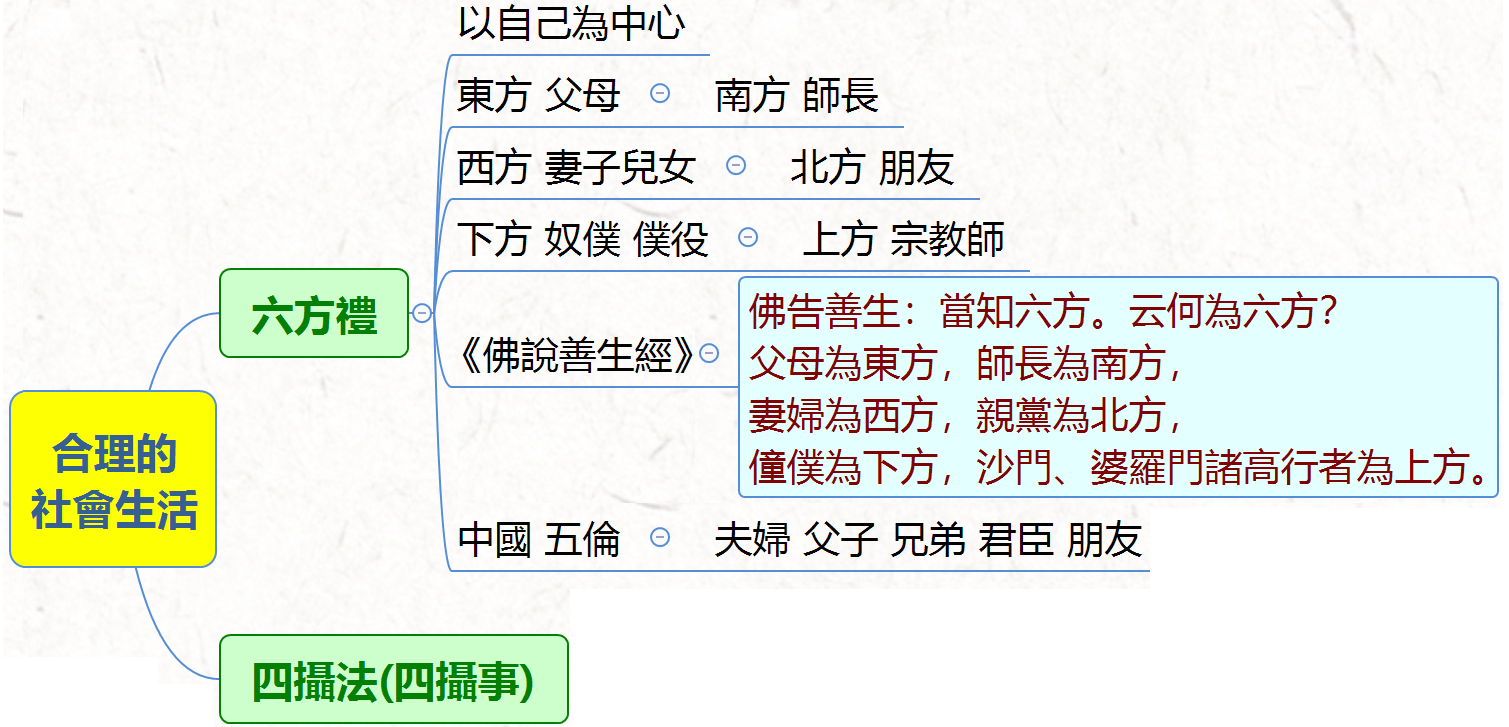 以自己為中心
東方 父母 南方 師長
西方 妻子兒女 北方 朋友
下方 奴僕 僕役 上方 宗教師
六方禮
《佛說善生經》
佛告善生：當知六方。云何為六方？
父母為東方，師長為南方，
妻婦為西方，親黨為北方，
僮僕為下方，沙門、婆羅門諸高行者為上方。
合理的
社會生活
中國 五倫 夫婦 父子 兄弟 君臣 朋友
四攝法(四攝事)